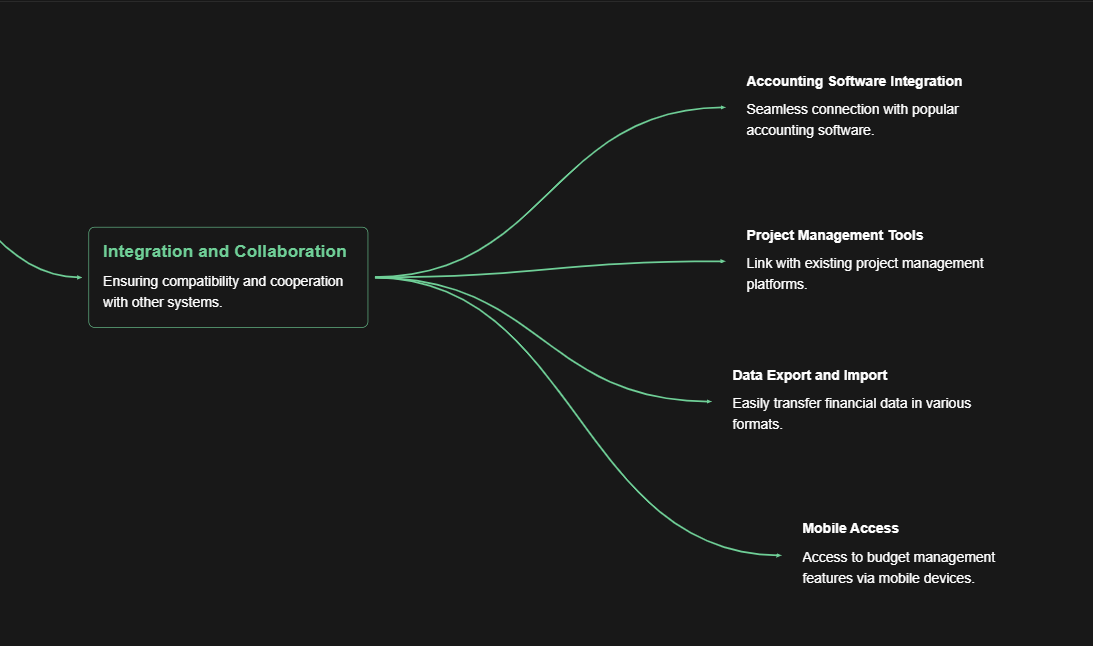 Integration and Collaboration
Ensuring compatibility and cooperation
with other systems.
Accounting Software Integration
Seamless connection with popular
accounting software.
Project Management Tools
Link with existing project management
platforms.
Data Export and Import
Easily transfer financial data in various
formats.
Mobile Access
Access to budget management
features via mobile devices.